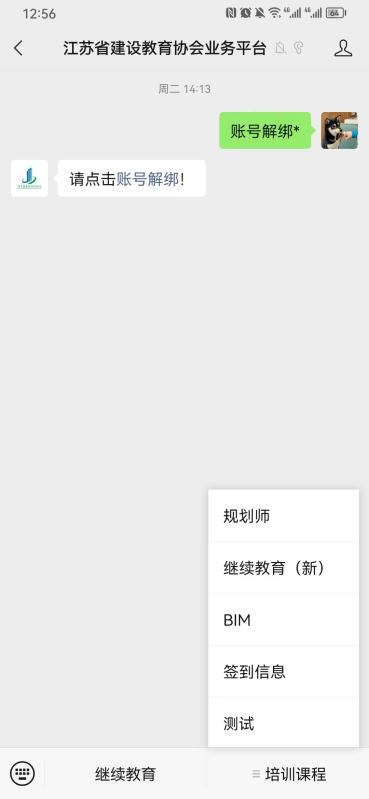 12:56
64
江苏省建设教育协会业务平台
周二 14:13
账号解绑*
请点击账号解绑！
规划师
继续教育（新）
BIM
签到信息
测试
继续教育
培训课程